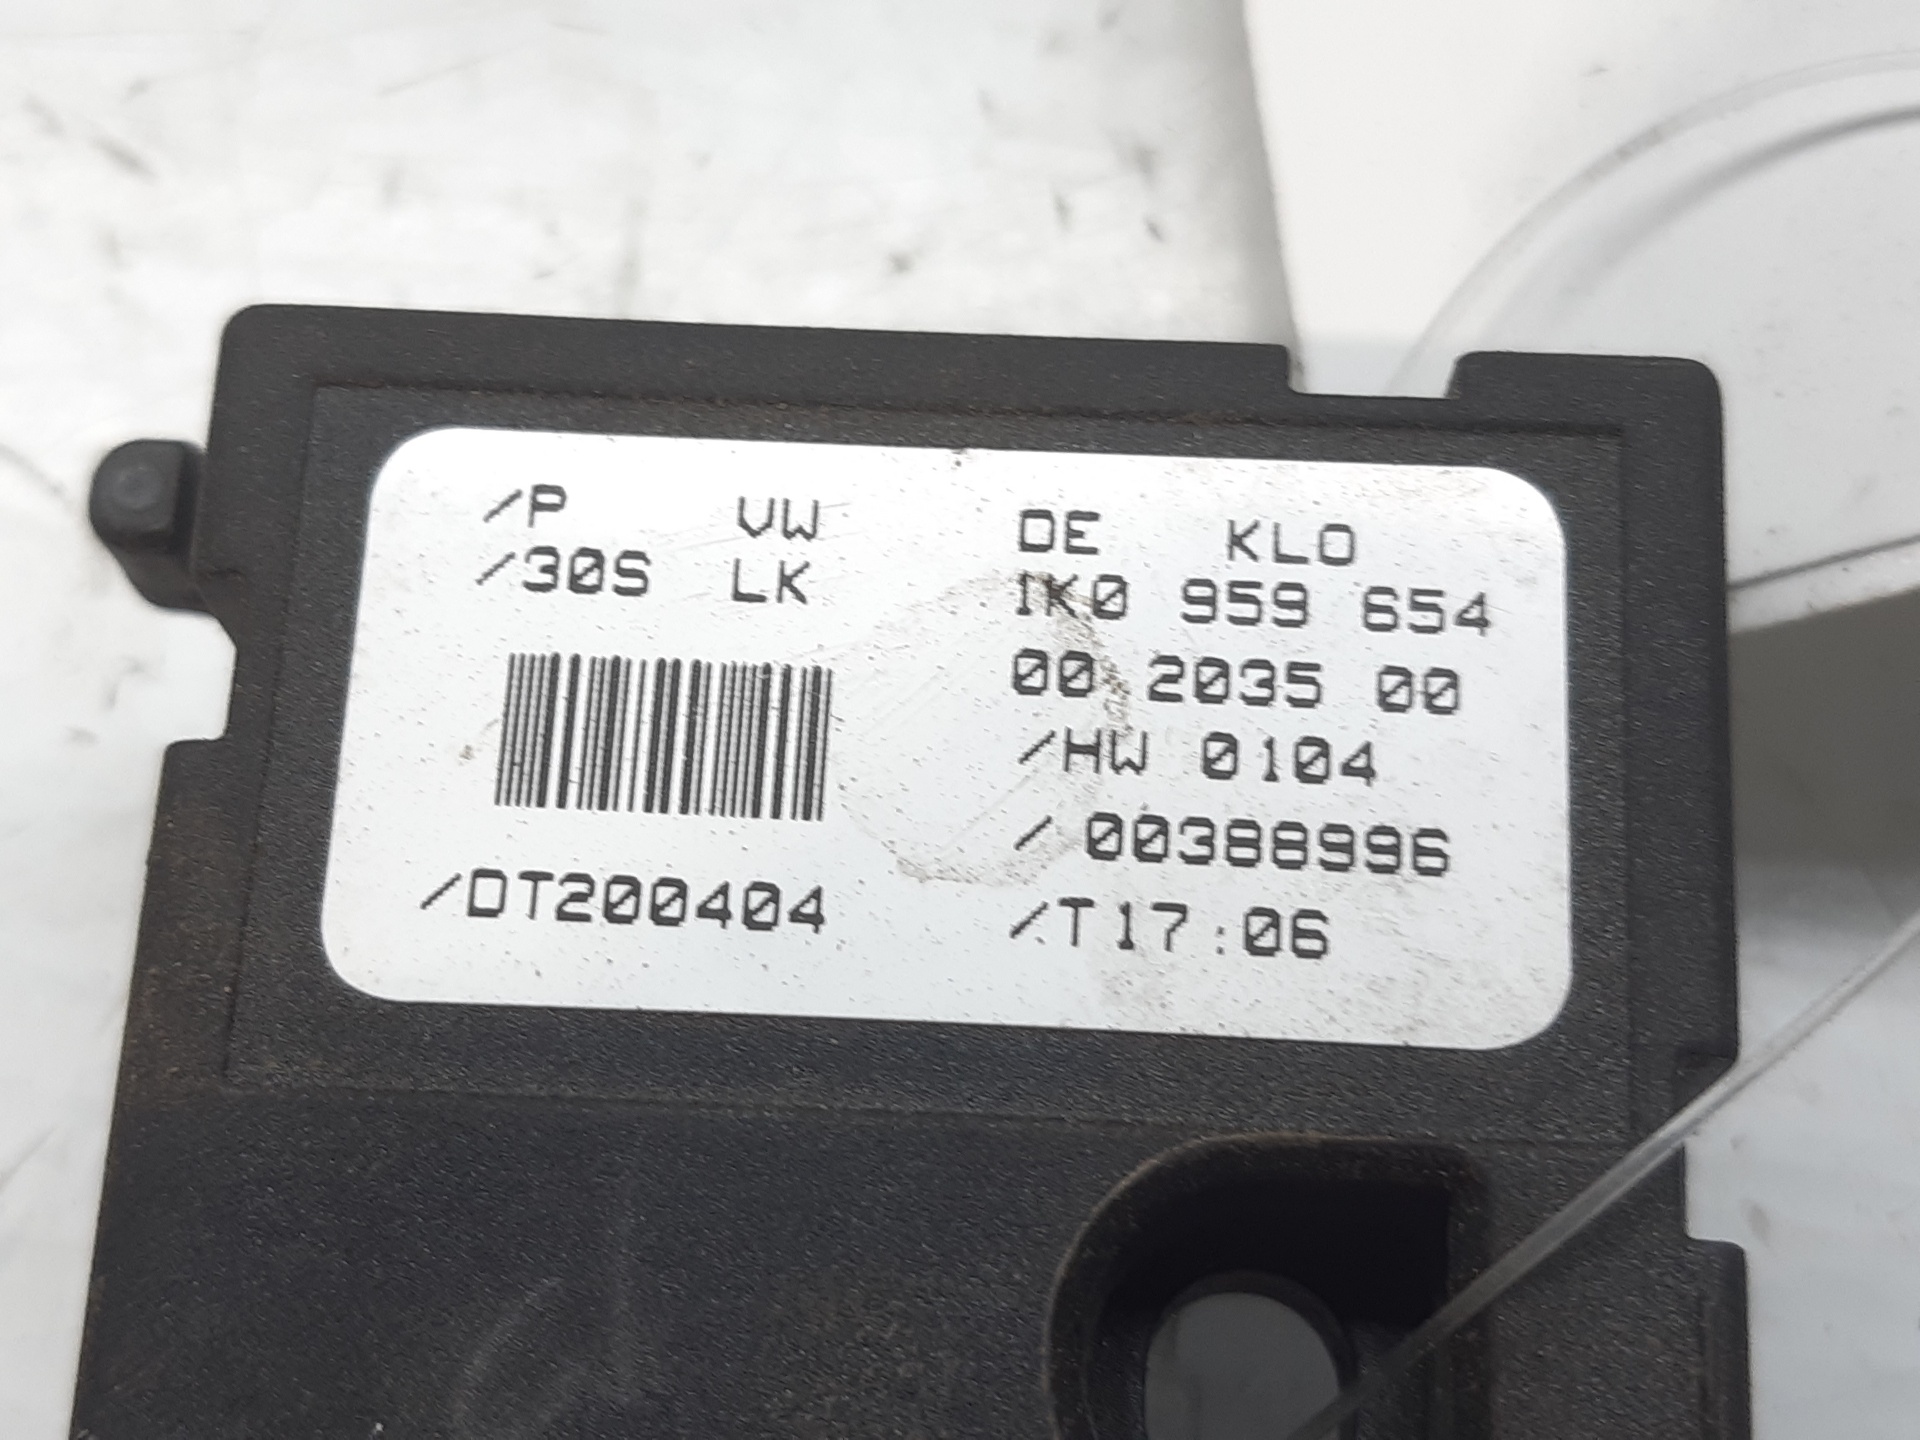 /P VW DE KLO
/30S LK 1K0 959 654
00 2035 00
/HW 0104
/ 00388996
/DT200404 /T17:06